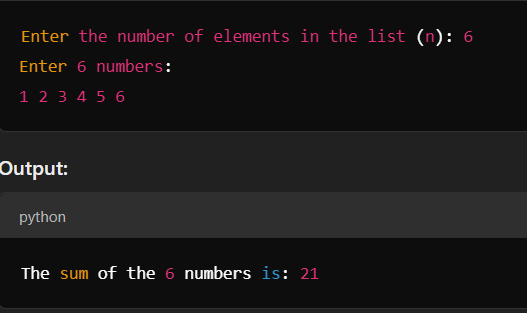 Enter the number of elements in the list (n): 6
Enter 6 numbers:
1 2 3 4 5 6
Output:
python
The sum of the 6 numbers is: 21